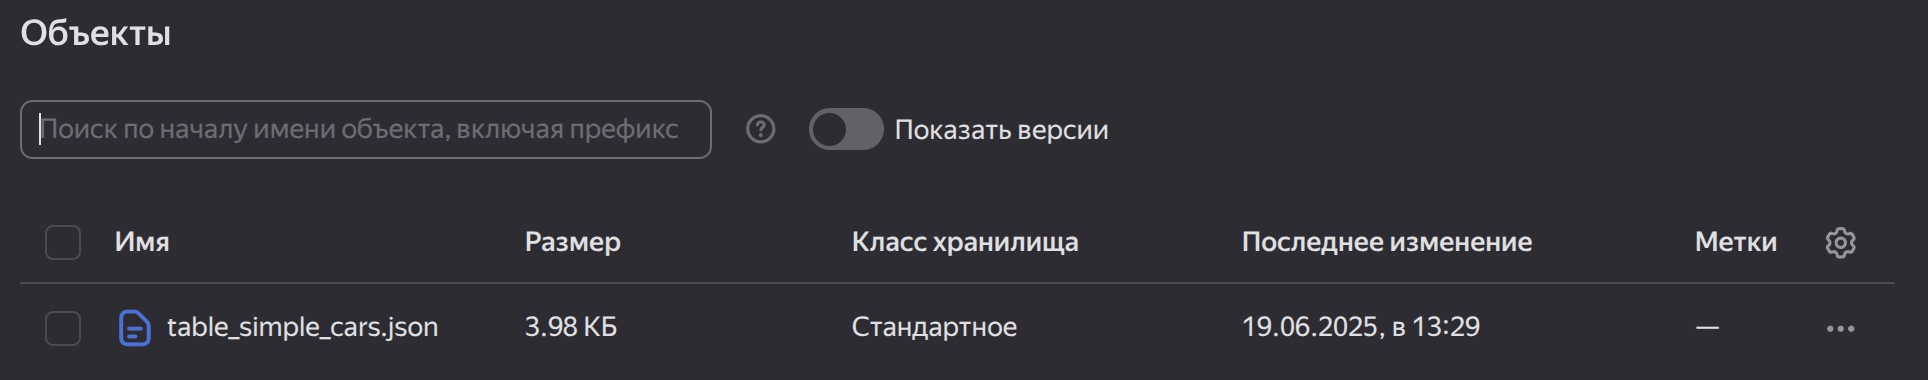 Объекты
Поиск по началу имени объекта, включая префикс ? Показать версии
Имя Размер Класс хранилища Последнее изменение Метки
table_simple_cars.json 3.98 КБ Стандартное 19.06.2025, в 13:29 — •••